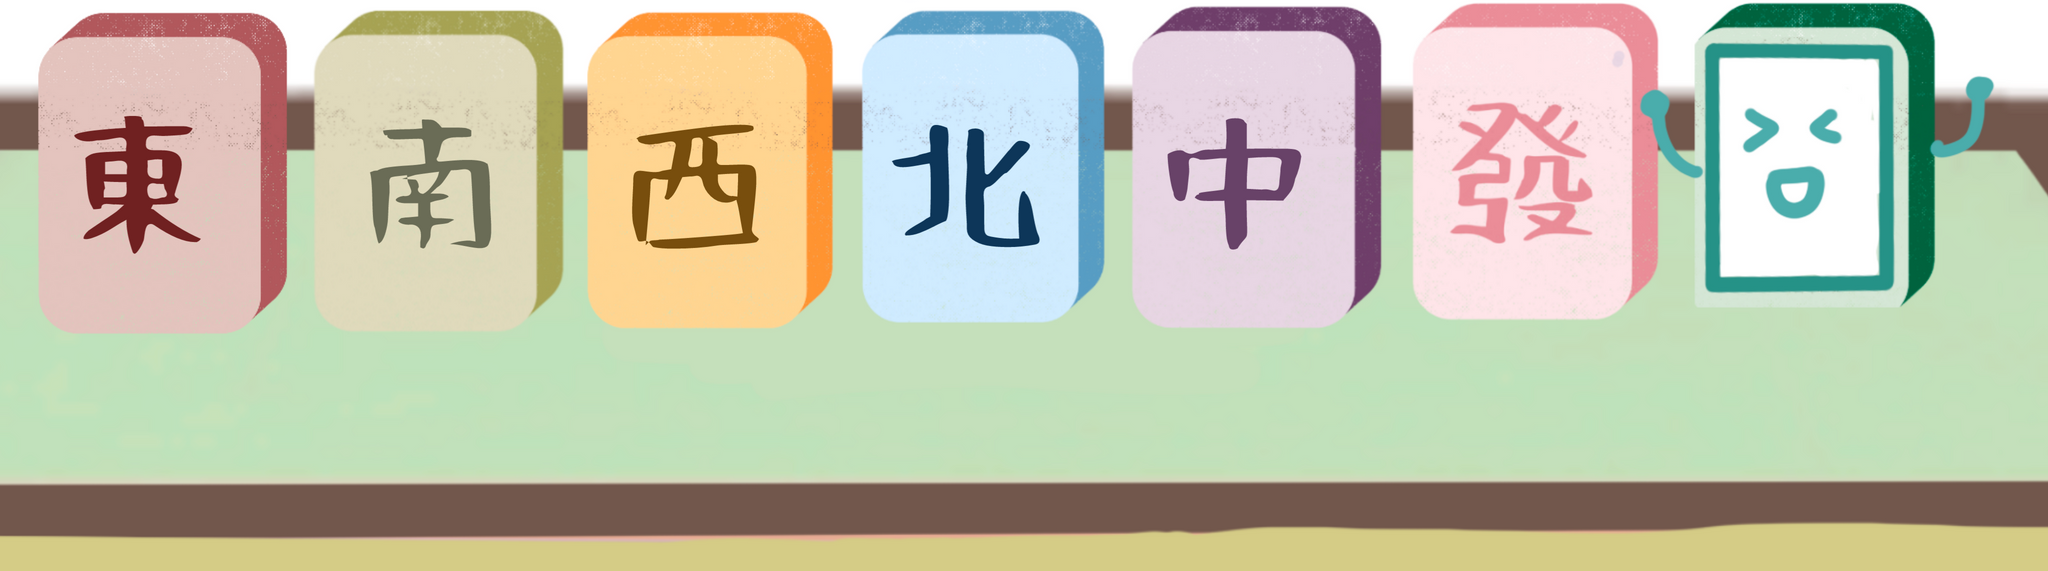 東 南 西 北 中 發